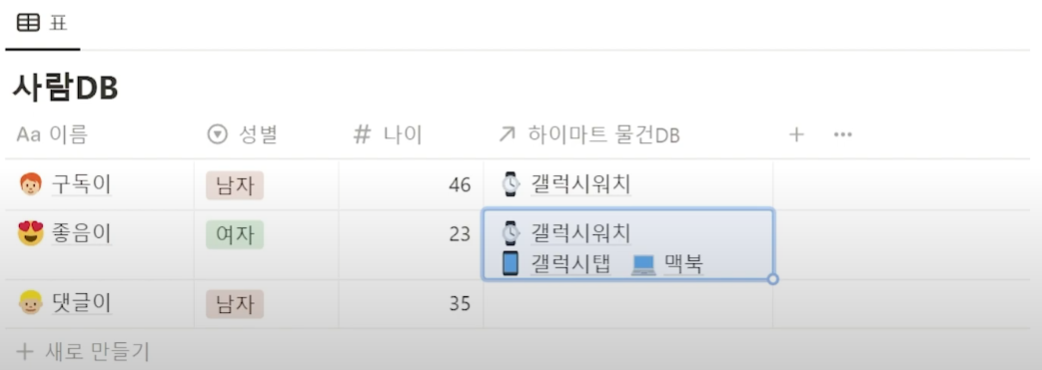 표
사람DB
Aa 이름 성별 # 나이 하이마트 물건DB + ...
구독이 남자 46 갤럭시워치
좋음이 여자 23 갤럭시워치
갤럭시탭 맥북
댓글이 남자 35
+ 새로 만들기